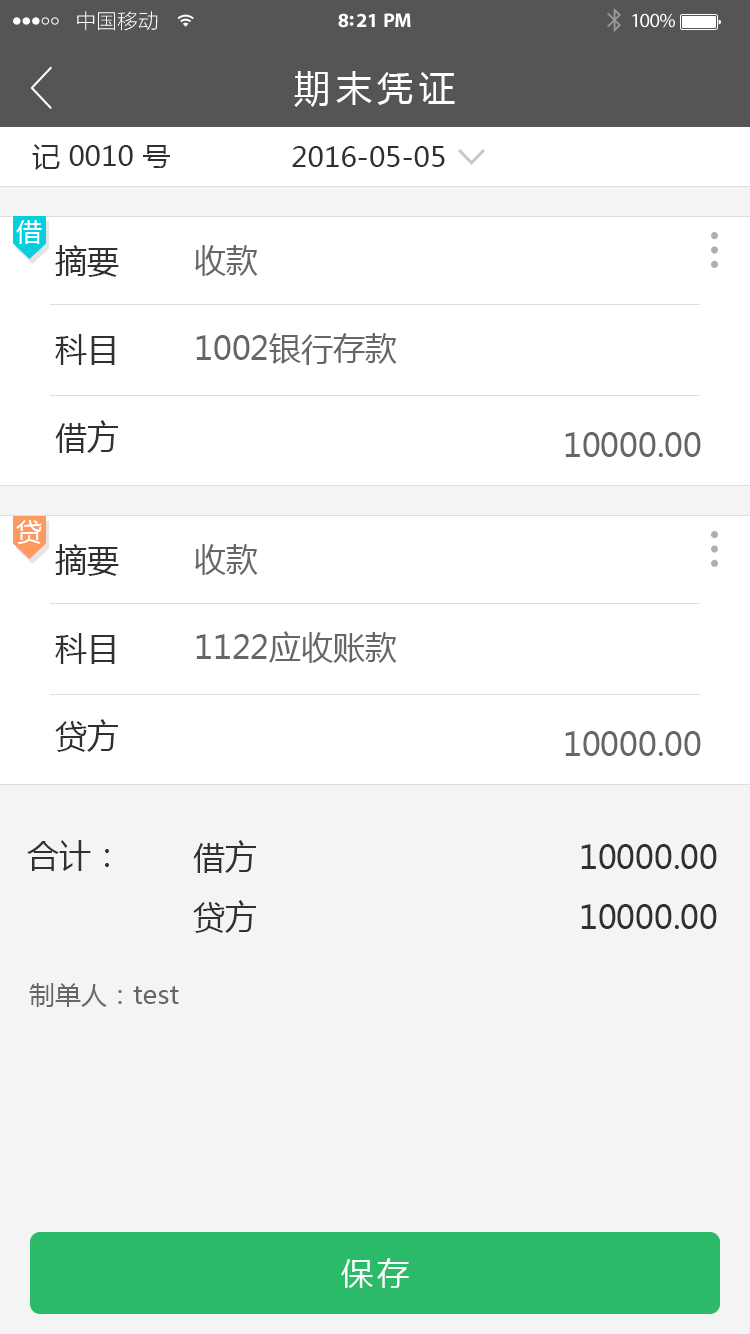 中国移动 8:21 PM 100%
期末凭证
记 0010 号 2016-05-05
借
摘要 收款
科目 1002银行存款
借方 10000.00
贷
摘要 收款
科目 1122应收账款
贷方 10000.00
合计：借方 10000.00
贷方 10000.00
制单人：test
保存